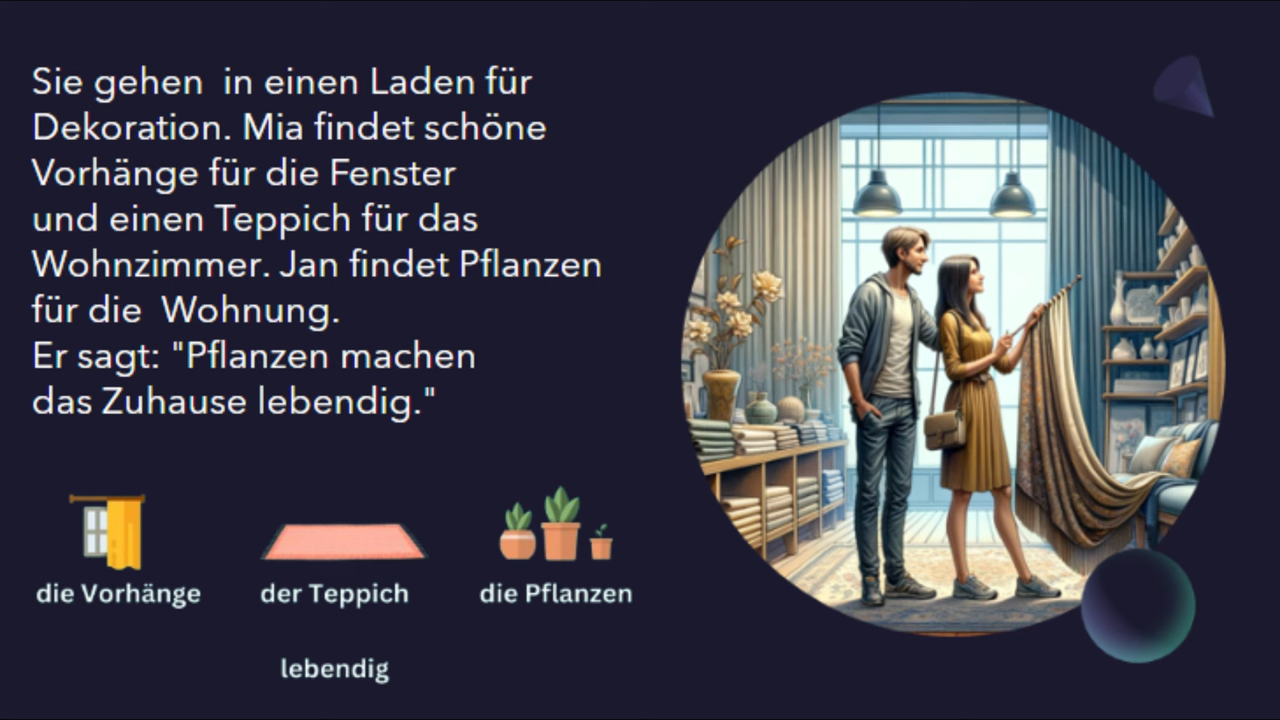 Sie gehen  in einen Laden für
Dekoration. Mia findet schöne
Vorhänge für die Fenster
und einen Teppich für das
Wohnzimmer. Jan findet Pflanzen
für die  Wohnung.
Er sagt: "Pflanzen machen
das Zuhause lebendig."
die Vorhänge
der Teppich
die Pflanzen
lebendig